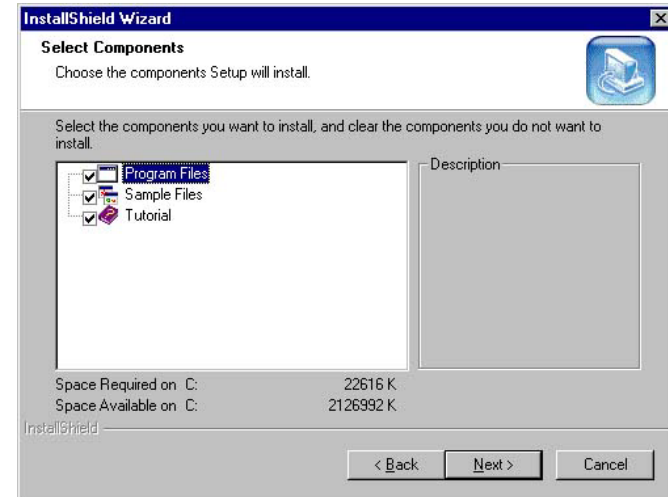 InstallShield Wizard
Select Components
Choose the components Setup will install.
Select the components you want to install, and clear the components you do not want to
install.
Program Files
Sample Files
Tutorial
Description
Space Required on C: 22616 K
Space Available on C: 2126992 K
InstallShield
< Back Next > Cancel